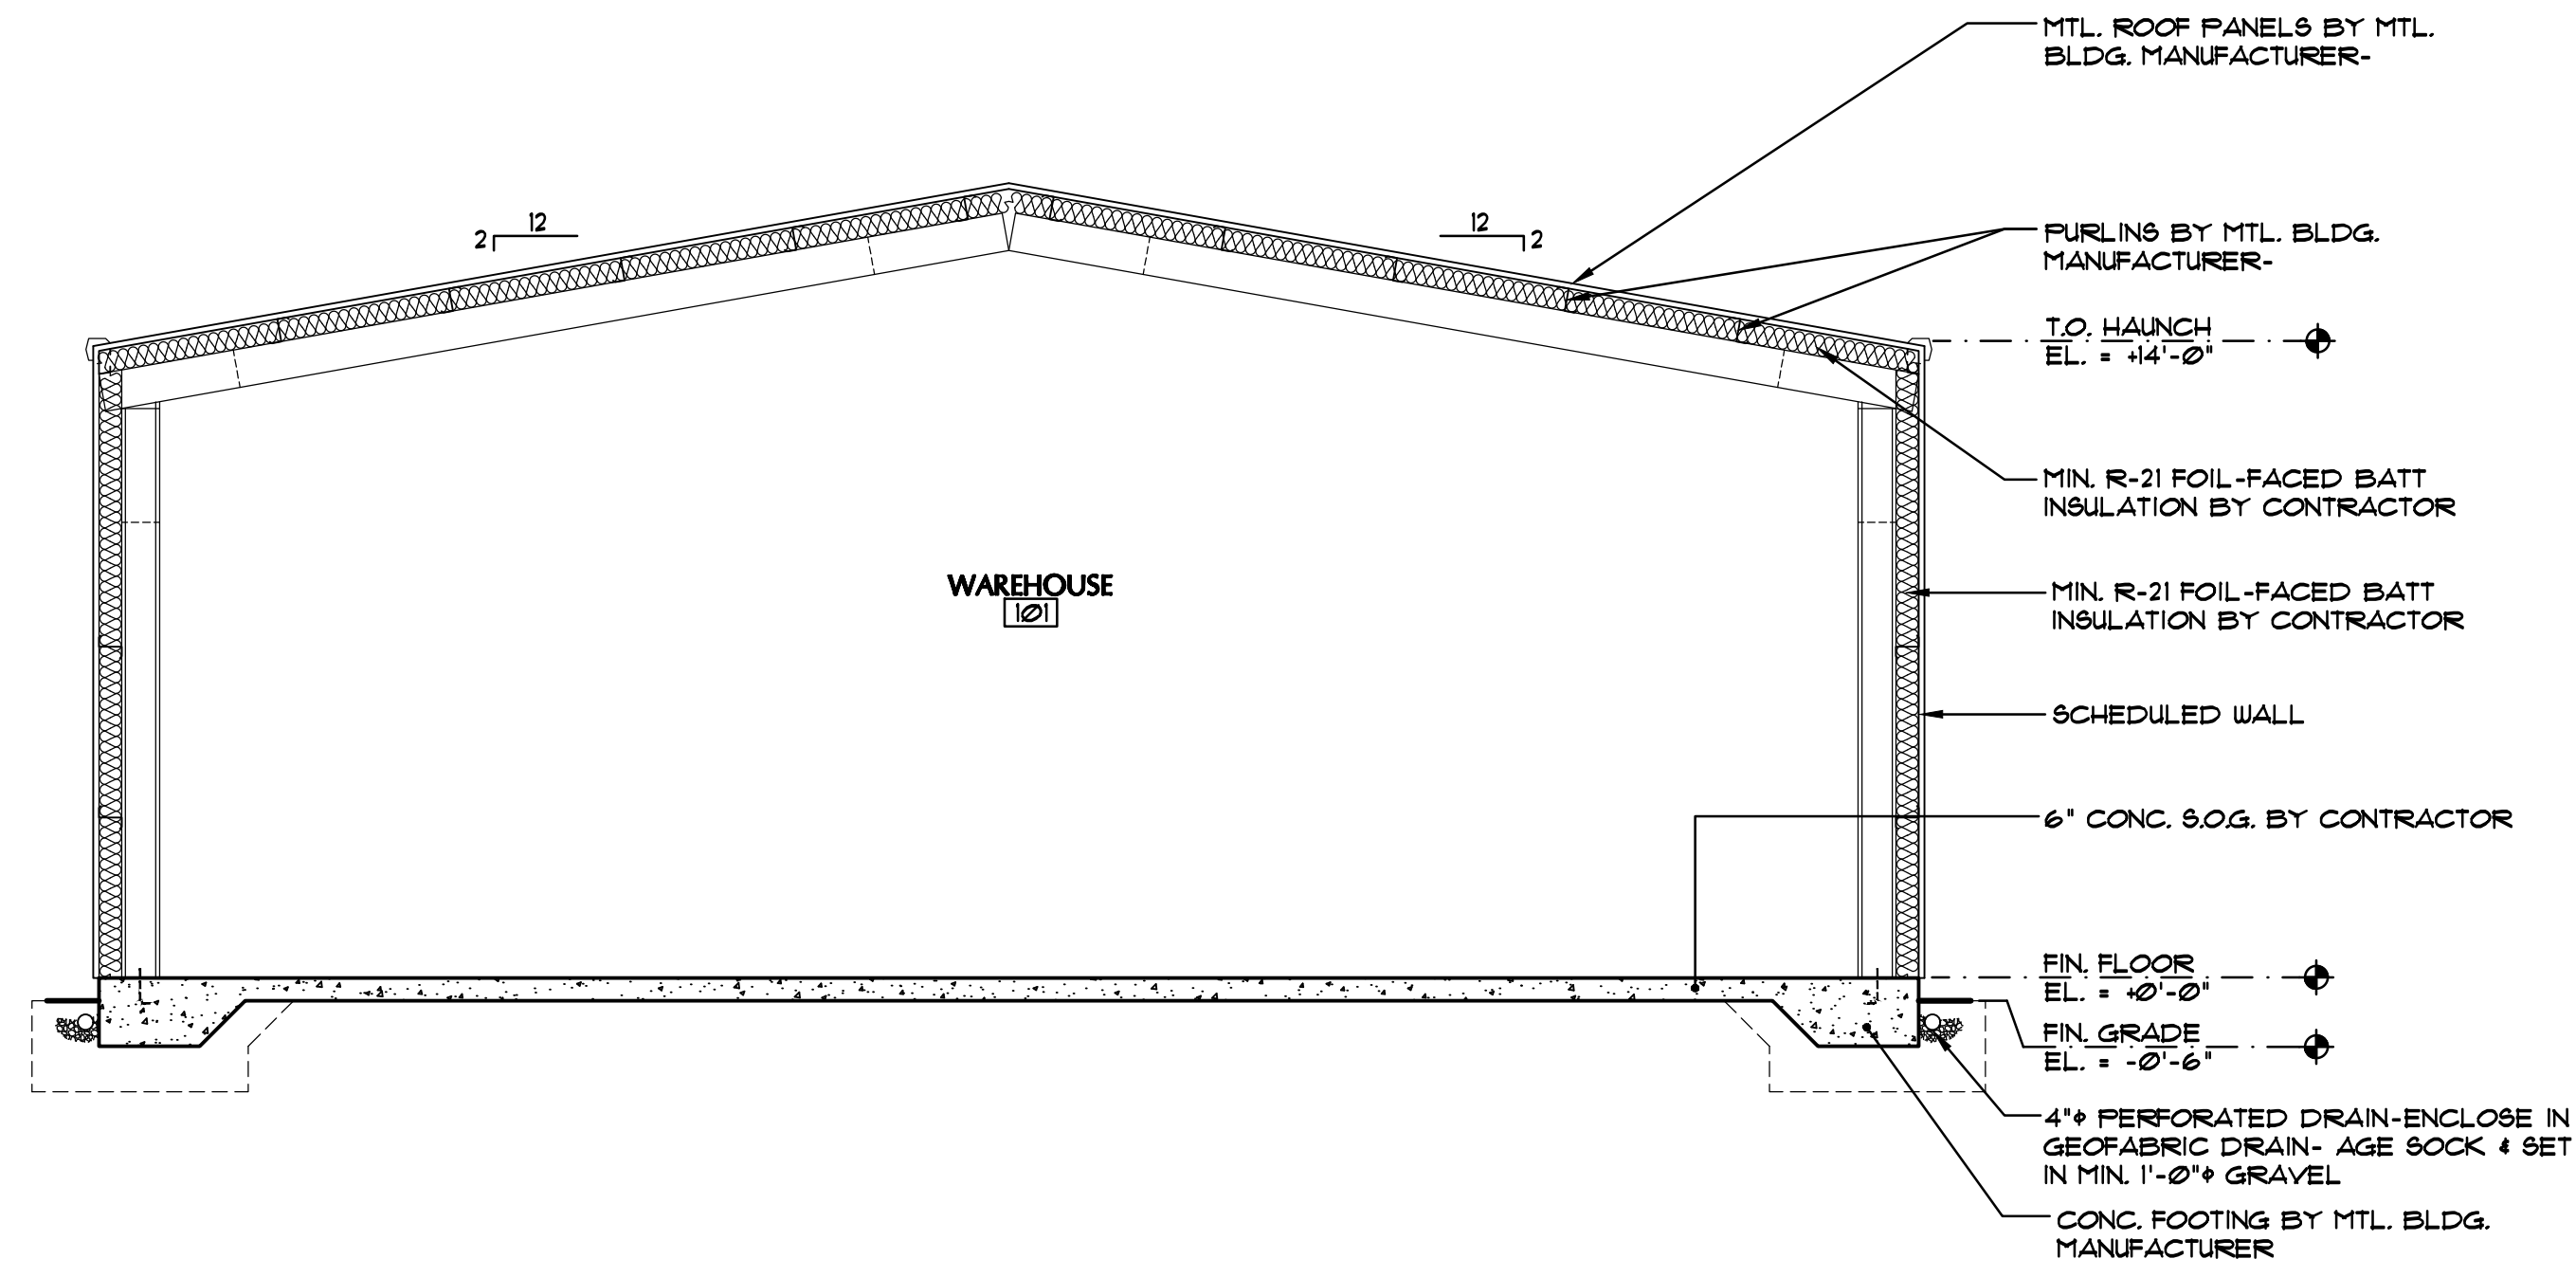 MTL. ROOF PANELS BY MTL.
BLDG. MANUFACTURER-
12
2
12
2
PURLINS BY MTL. BLDG.
MANUFACTURER-
T.O. HAUNCH
EL. = +14'-0"
MIN. R-21 FOIL-FACED BATT
INSULATION BY CONTRACTOR
WAREHOUSE
101
MIN. R-21 FOIL-FACED BATT
INSULATION BY CONTRACTOR
SCHEDULED WALL
6" CONC. S.O.G. BY CONTRACTOR
FIN. FLOOR
EL. = +0'-0"
FIN. GRADE
EL. = -0'-6"
4"ϕ PERFORATED DRAIN-ENCLOSE IN
GEOFABRIC DRAIN- AGE SOCK & SET
IN MIN. 1'-0"ϕ GRAVEL
CONC. FOOTING BY MTL. BLDG.
MANUFACTURER